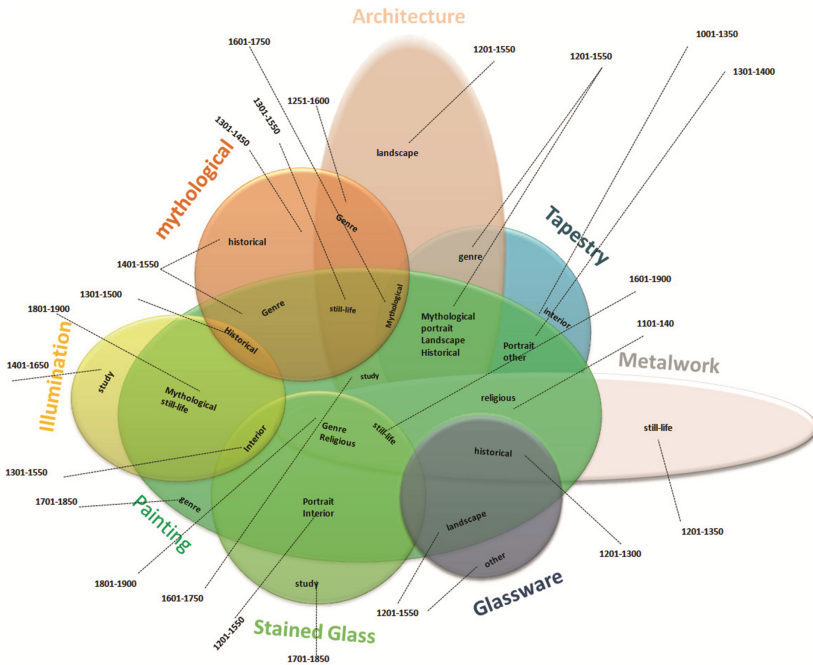 Architecture
1601-1750
1201-1550
1201-1550
1001-1350
1301-1400
1251-1600
1301-1550
1301-1450
mythological
landscape
Tapestry
Genre
historical
genre
1401-1550
1601-1900
1301-1500
1801-1900
Genre
still-life
Mythological
Mythological
portrait
Landscape
Historical
interior
1101-140
Illumination
Historical
Portrait
other
Metalwork
1401-1650
study
study
Mythological
still-life
religious
Genre
Religious
still-life
still-life
Interior
historical
1301-1550
1701-1850
genre
Painting
Portrait
Interior
landscape
1201-1350
1201-1300
other
1801-1900
1601-1750
study
1201-1550
Glassware
1201-1550
Stained Glass
1701-1850